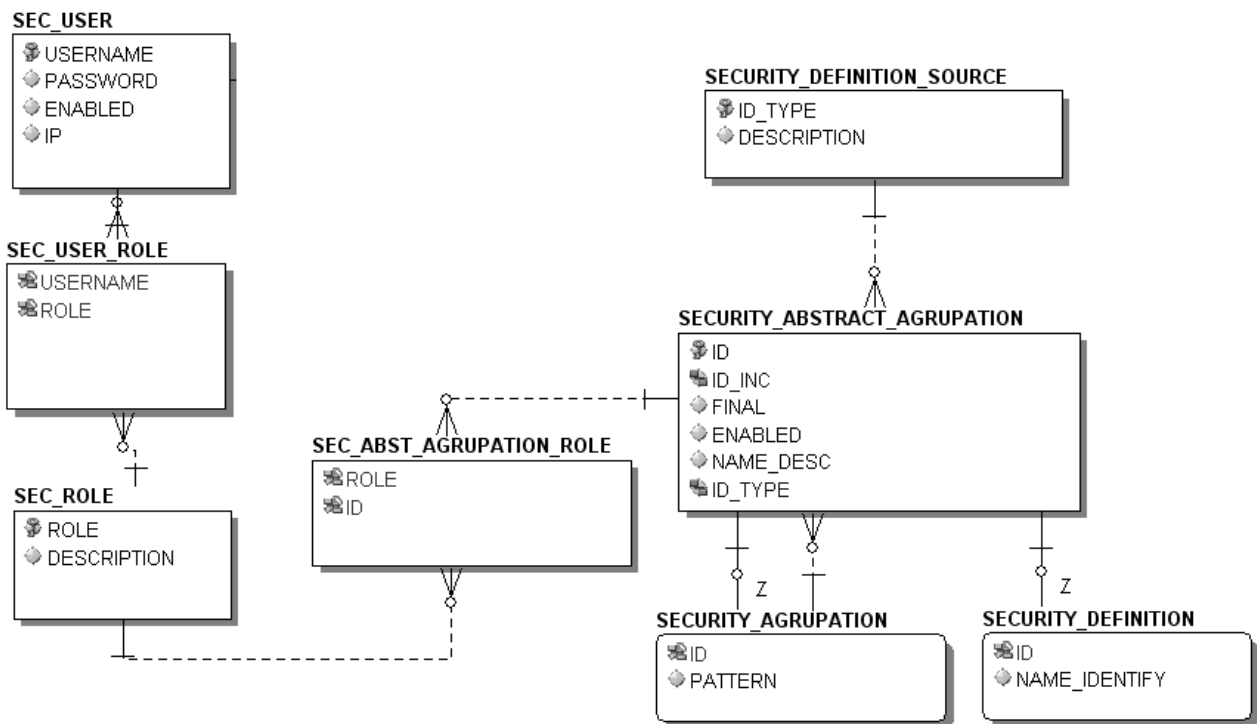 SEC_USER
USERNAME
PASSWORD
ENABLED
IP
SECURITY_DEFINITION_SOURCE
ID_TYPE
DESCRIPTION
SEC_USER_ROLE
USERNAME
ROLE
SECURITY_ABSTRACT_AGRUPATION
ID
ID_INC
FINAL
ENABLED
NAME_DESC
ID_TYPE
SEC_ABST_AGRUPATION_ROLE
ROLE
ID
SEC_ROLE
ROLE
DESCRIPTION
Z
Z
SECURITY_AGRUPATION
ID
PATTERN
SECURITY_DEFINITION
ID
NAME_IDENTIFY